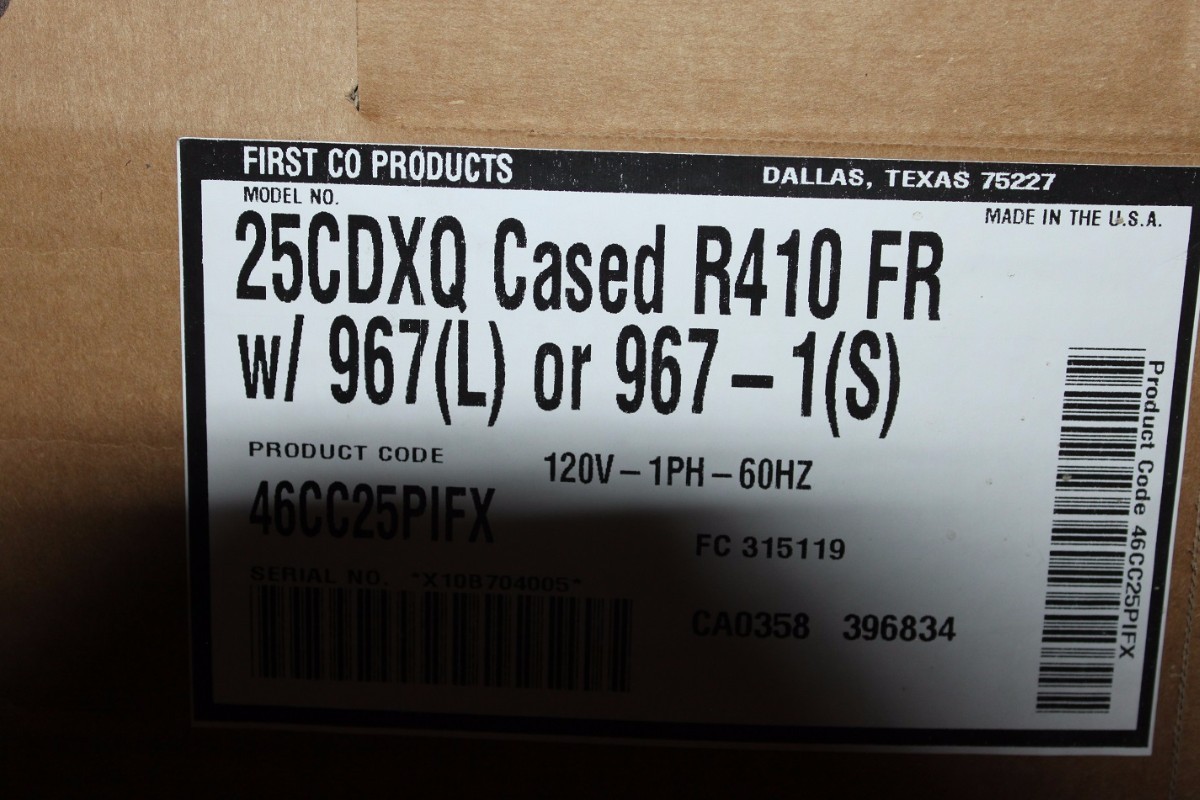 FIRST CO PRODUCTS
DALLAS, TEXAS 75227
MODEL NO.
MADE IN THE U.S.A.
25CDXQ Cased R410 FR
w/ 967(L) or 967-1(S)
PRODUCT CODE
120V-1PH-60HZ
46CC25PIFX
FC 315119
SERIAL NO. *X10B704005*
CA0358 396834
Product Code 46CC25PIFX